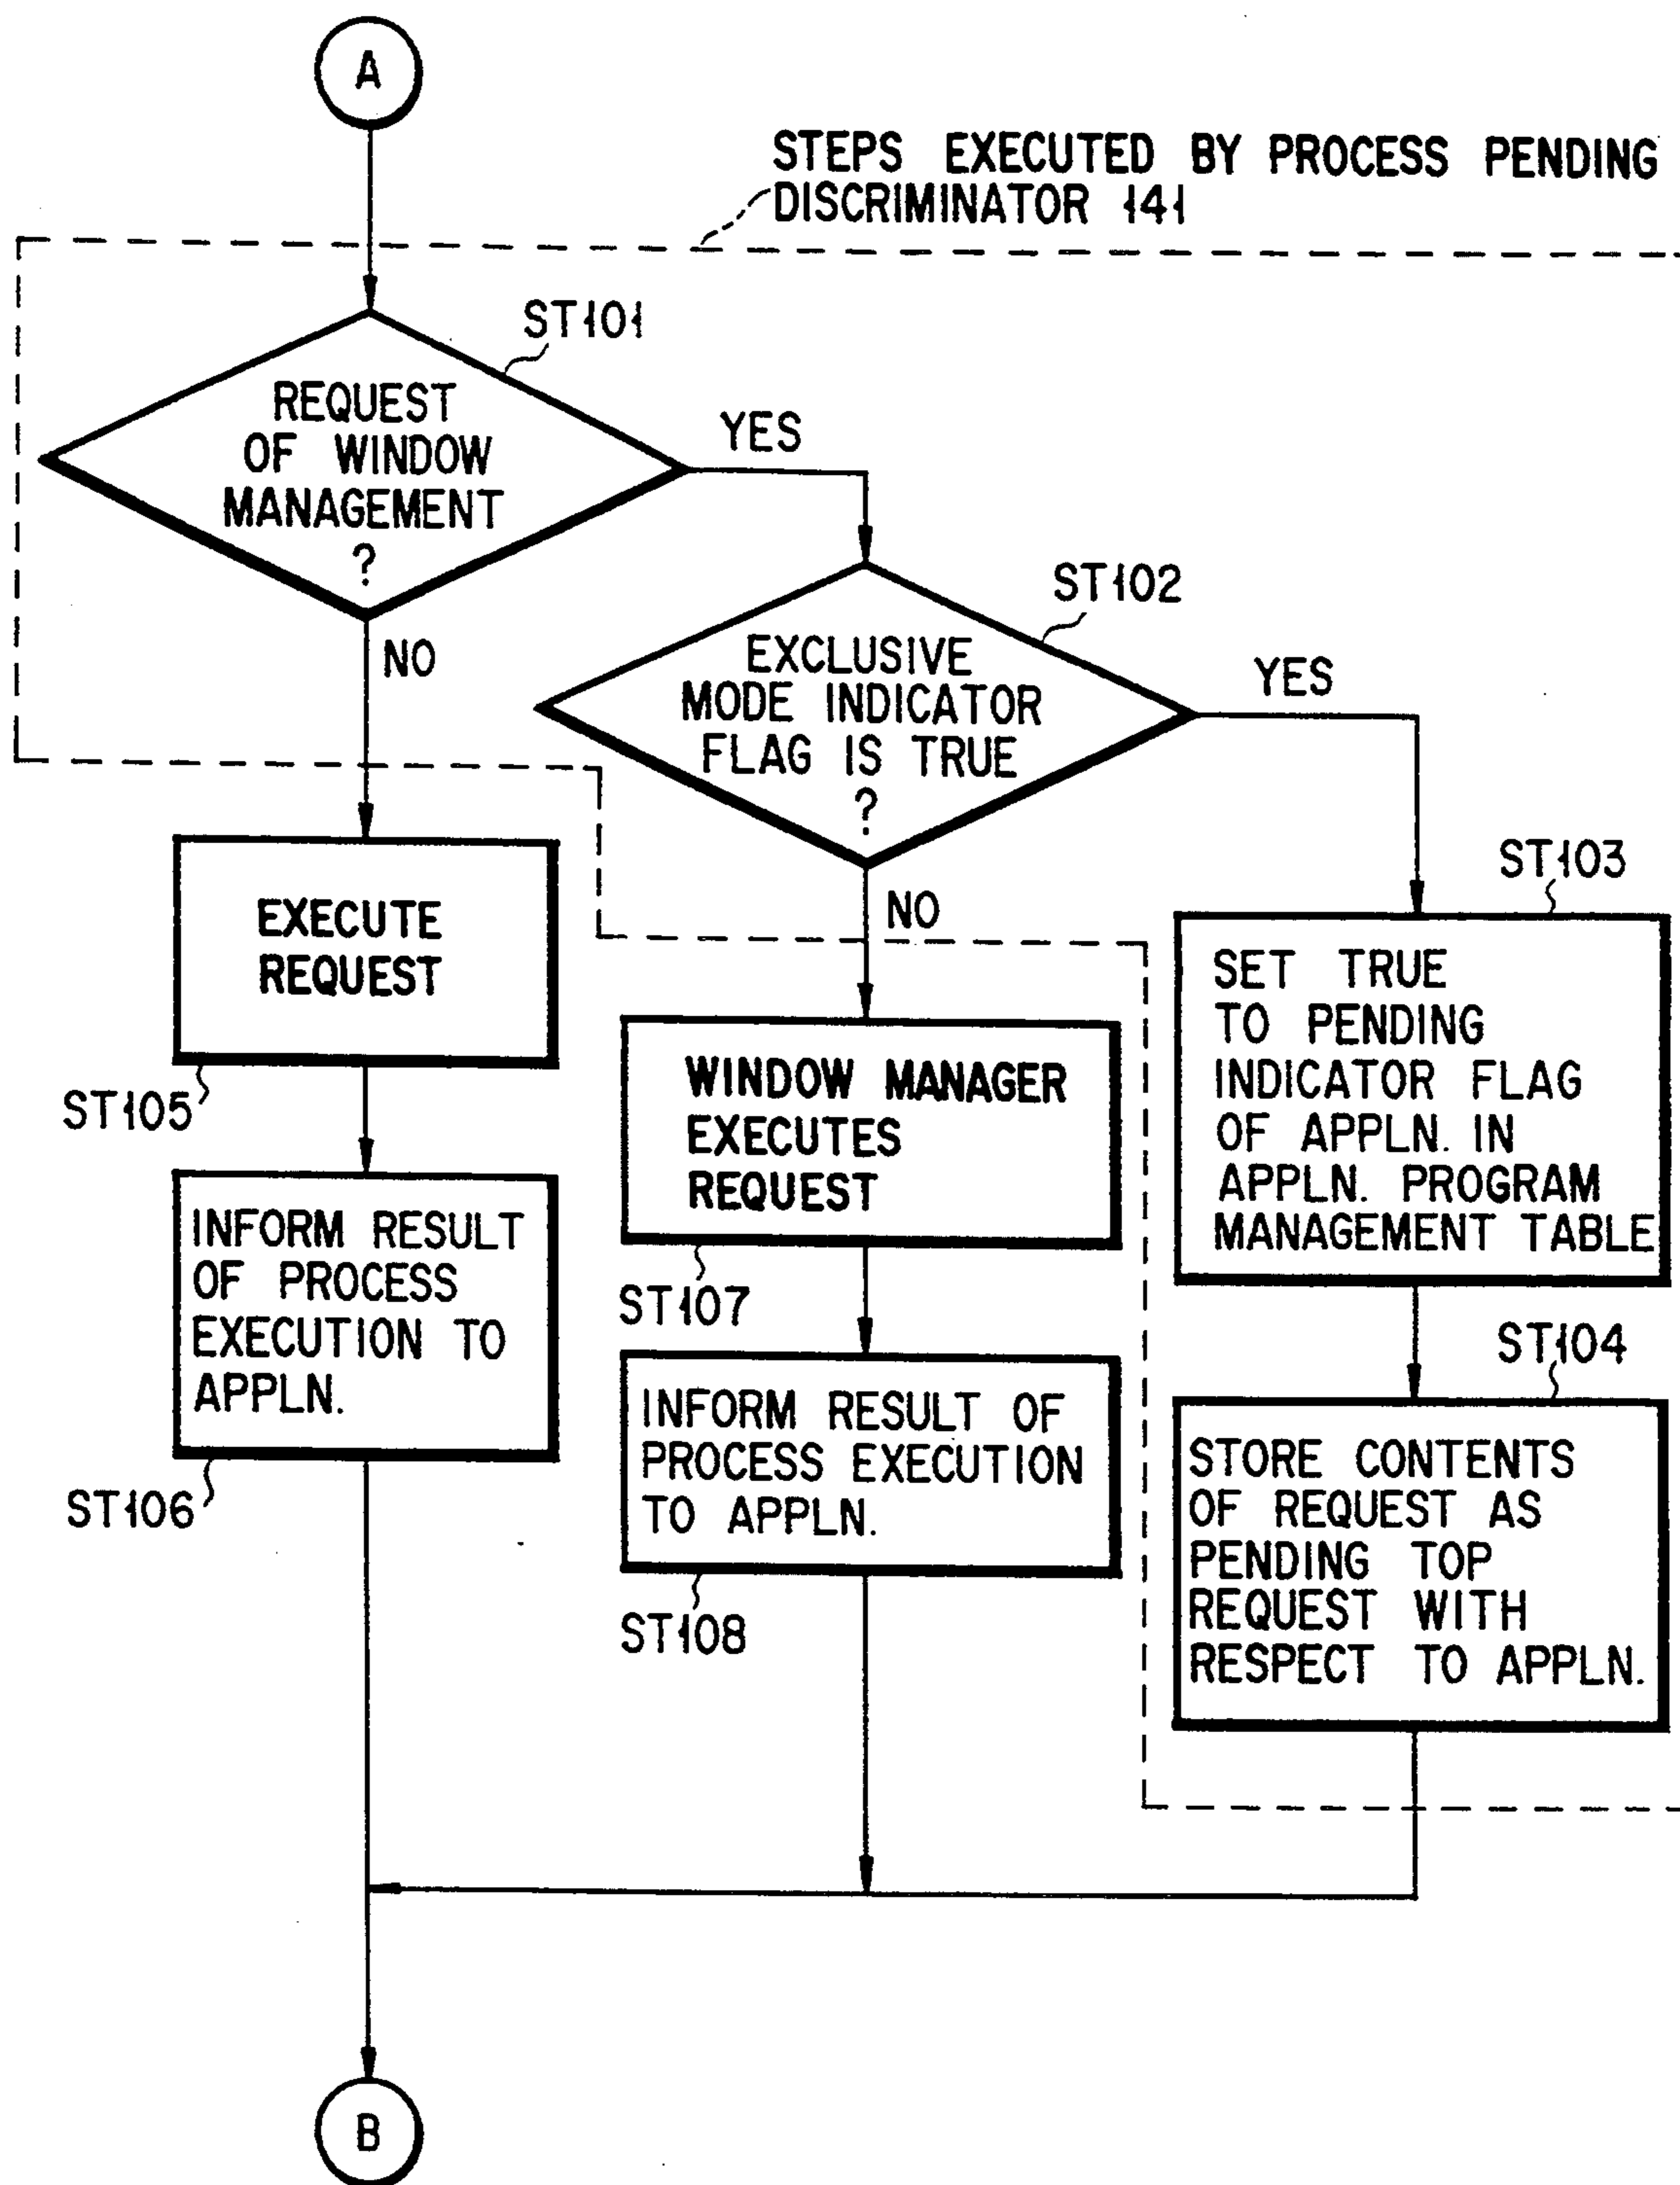 A
STEPS EXECUTED BY PROCESS PENDING
DISCRIMINATOR 141
ST101
REQUEST
OF WINDOW
MANAGEMENT
?
YES
NO
ST102
EXCLUSIVE
MODE INDICATOR
FLAG IS TRUE
?
YES
NO
ST103
SET TRUE
TO PENDING
INDICATOR FLAG
OF APPLN. IN
APPLN. PROGRAM
MANAGEMENT TABLE
EXECUTE
REQUEST
ST105
WINDOW MANAGER
EXECUTES
REQUEST
ST107
INFORM RESULT
OF PROCESS
EXECUTION TO
APPLN.
ST106
INFORM RESULT OF
PROCESS EXECUTION
TO APPLN.
ST108
ST104
STORE CONTENTS
OF REQUEST AS
PENDING TOP
REQUEST WITH
RESPECT TO APPLN.
B